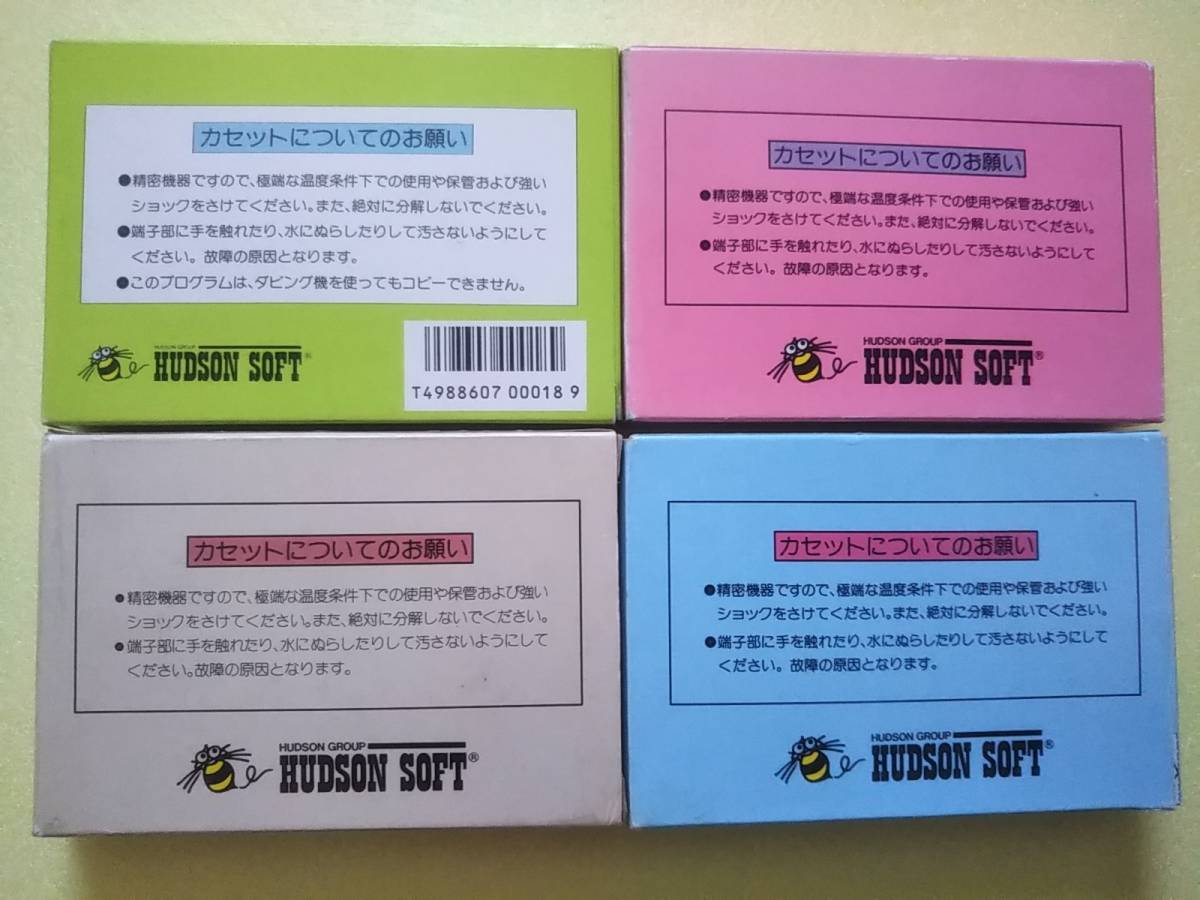 カセットについてのお願い
●精密機器ですので、極端な温度条件下での使用や保管および強い
ショックをさけてください。また、絶対に分解しないでください。
●端子部に手を触れたり、水にぬらしたりして汚さないようにして
ください。故障の原因となります。
●このプログラムは、ダビング機を使ってもコピーできません。
HUDSON GROUP
HUDSON SOFT®
T4988607 000018 9
カセットについてのお願い
●精密機器ですので、極端な温度条件下での使用や保管および強い
ショックをさけてください。また、絶対に分解しないでください。
●端子部に手を触れたり、水にぬらしたりして汚さないようにして
ください。故障の原因となります。
HUDSON GROUP
HUDSON SOFT®
カセットについてのお願い
●精密機器ですので、極端な温度条件下での使用や保管および強い
ショックをさけてください。また、絶対に分解しないでください。
●端子部に手を触れたり、水にぬらしたりして汚さないようにして
ください。故障の原因となります。
HUDSON GROUP
HUDSON SOFT®
カセットについてのお願い
●精密機器ですので、極端な温度条件下での使用や保管および強い
ショックをさけてください。また、絶対に分解しないでください。
●端子部に手を触れたり、水にぬらしたりして汚さないようにして
ください。故障の原因となります。
HUDSON GROUP
HUDSON SOFT®